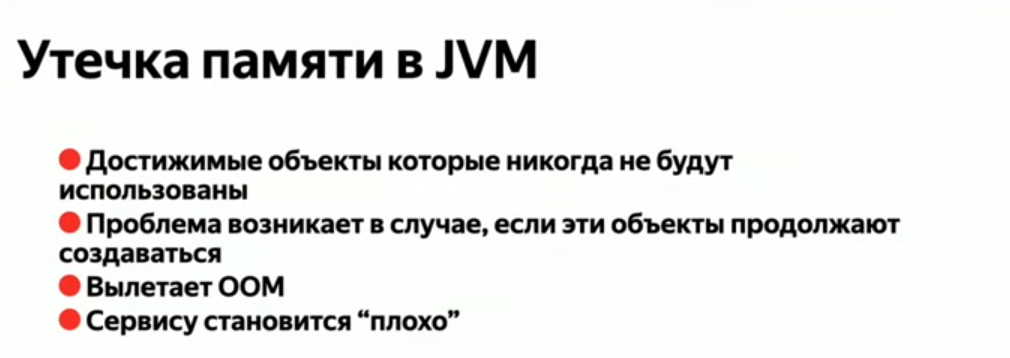 Утечка памяти в JVM
● Достижимые объекты которые никогда не будут
использованы
● Проблема возникает в случае, если эти объекты продолжают
создаваться
● Вылетает OOM
● Сервису становится “плохо”